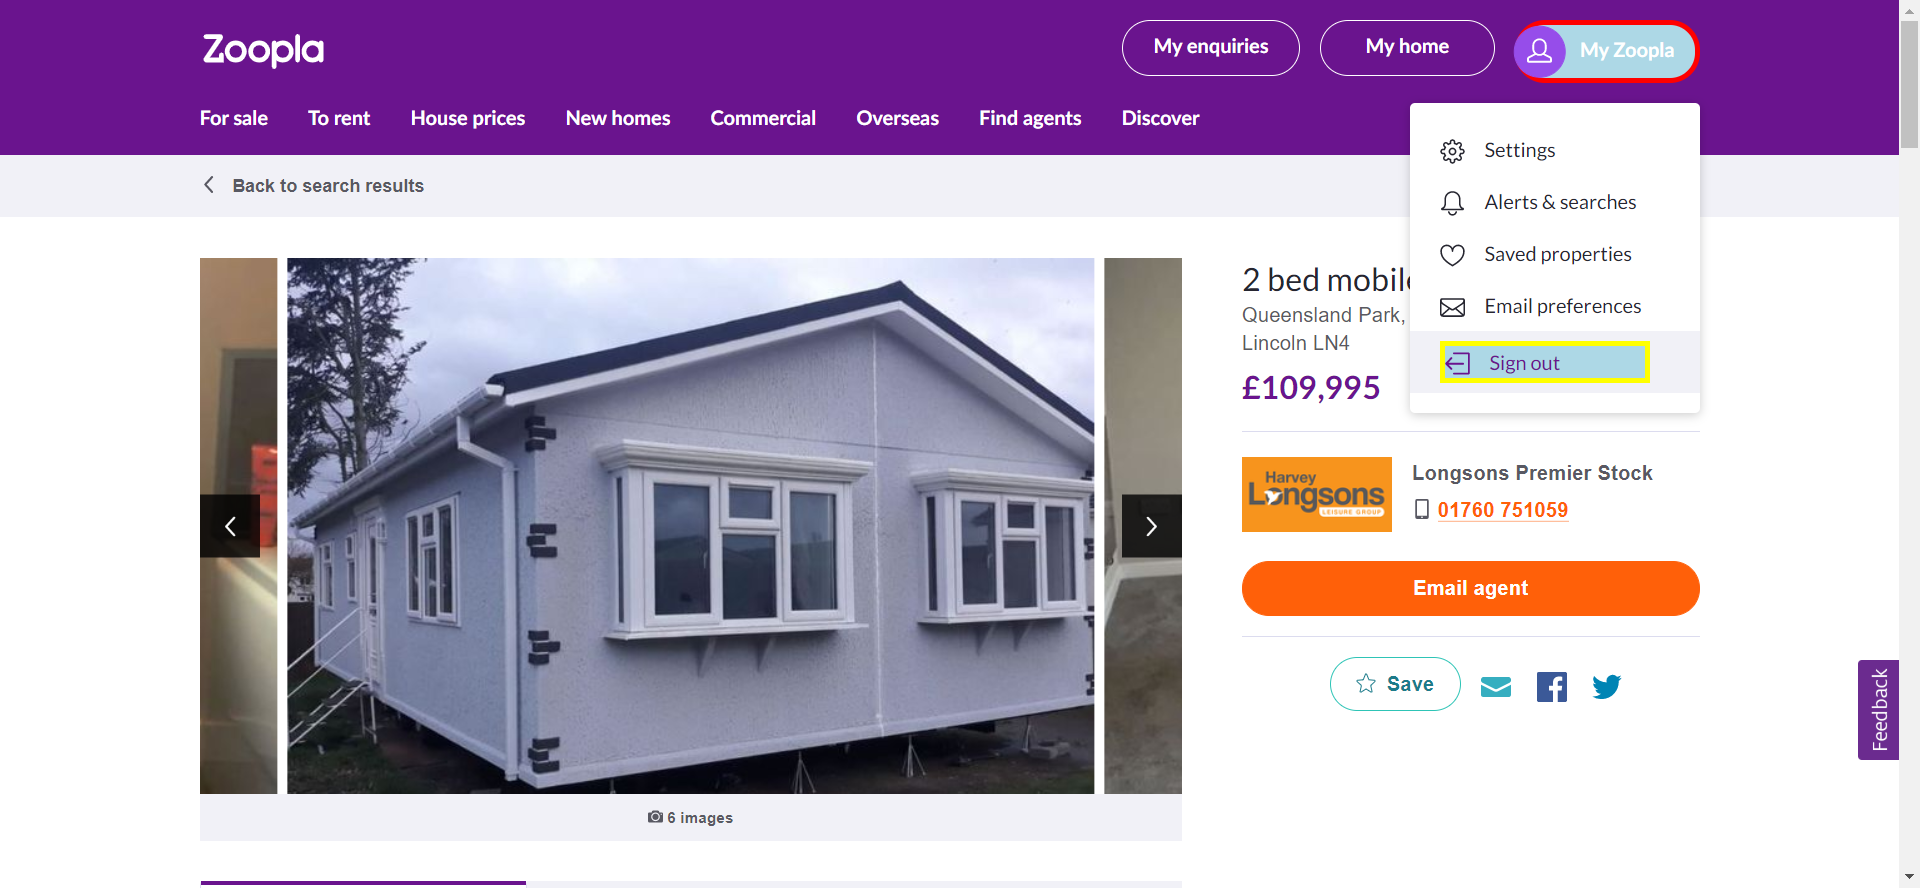 Zoopla
My enquiries
My home
My Zoopla
For sale
To rent
House prices
New homes
Commercial
Overseas
Find agents
Discover
Settings
Alerts & searches
Saved properties
Email preferences
Sign out
Back to search results
2 bed mobil
Queensland Park,
Lincoln LN4
£109,995
Harvey
Longsons
LEISURE GROUP
Longsons Premier Stock
01760 751059
Email agent
Save
Feedback
6 images